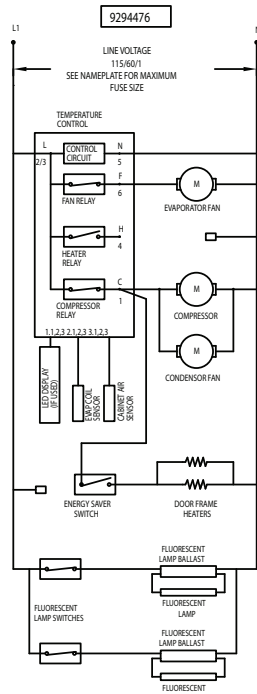 9294476
L1
LINE VOLTAGE
115/60/1
SEE NAMEPLATE FOR MAXIMUM
FUSE SIZE
TEMPERATURE
CONTROL
L
2/3
CONTROL
CIRCUIT
N
5
FAN RELAY
F
6
M
EVAPORATOR FAN
HEATER
RELAY
H
4
COMPRESSOR
RELAY
C
1
M
COMPRESSOR
M
CONDENSOR FAN
1.1,2,3 2.1,2,3 3.1,2,3
LED DISPLAY
(IF USED)
EVAP COIL
SENSOR
CABINET AIR
SENSOR
ENERGY SAVER
SWITCH
DOOR FRAME
HEATERS
FLUORESCENT
LAMP BALLAST
FLUORESCENT
LAMP
FLUORESCENT
LAMP SWITCHES
FLUORESCENT
LAMP BALLAST
FLUORESCENT